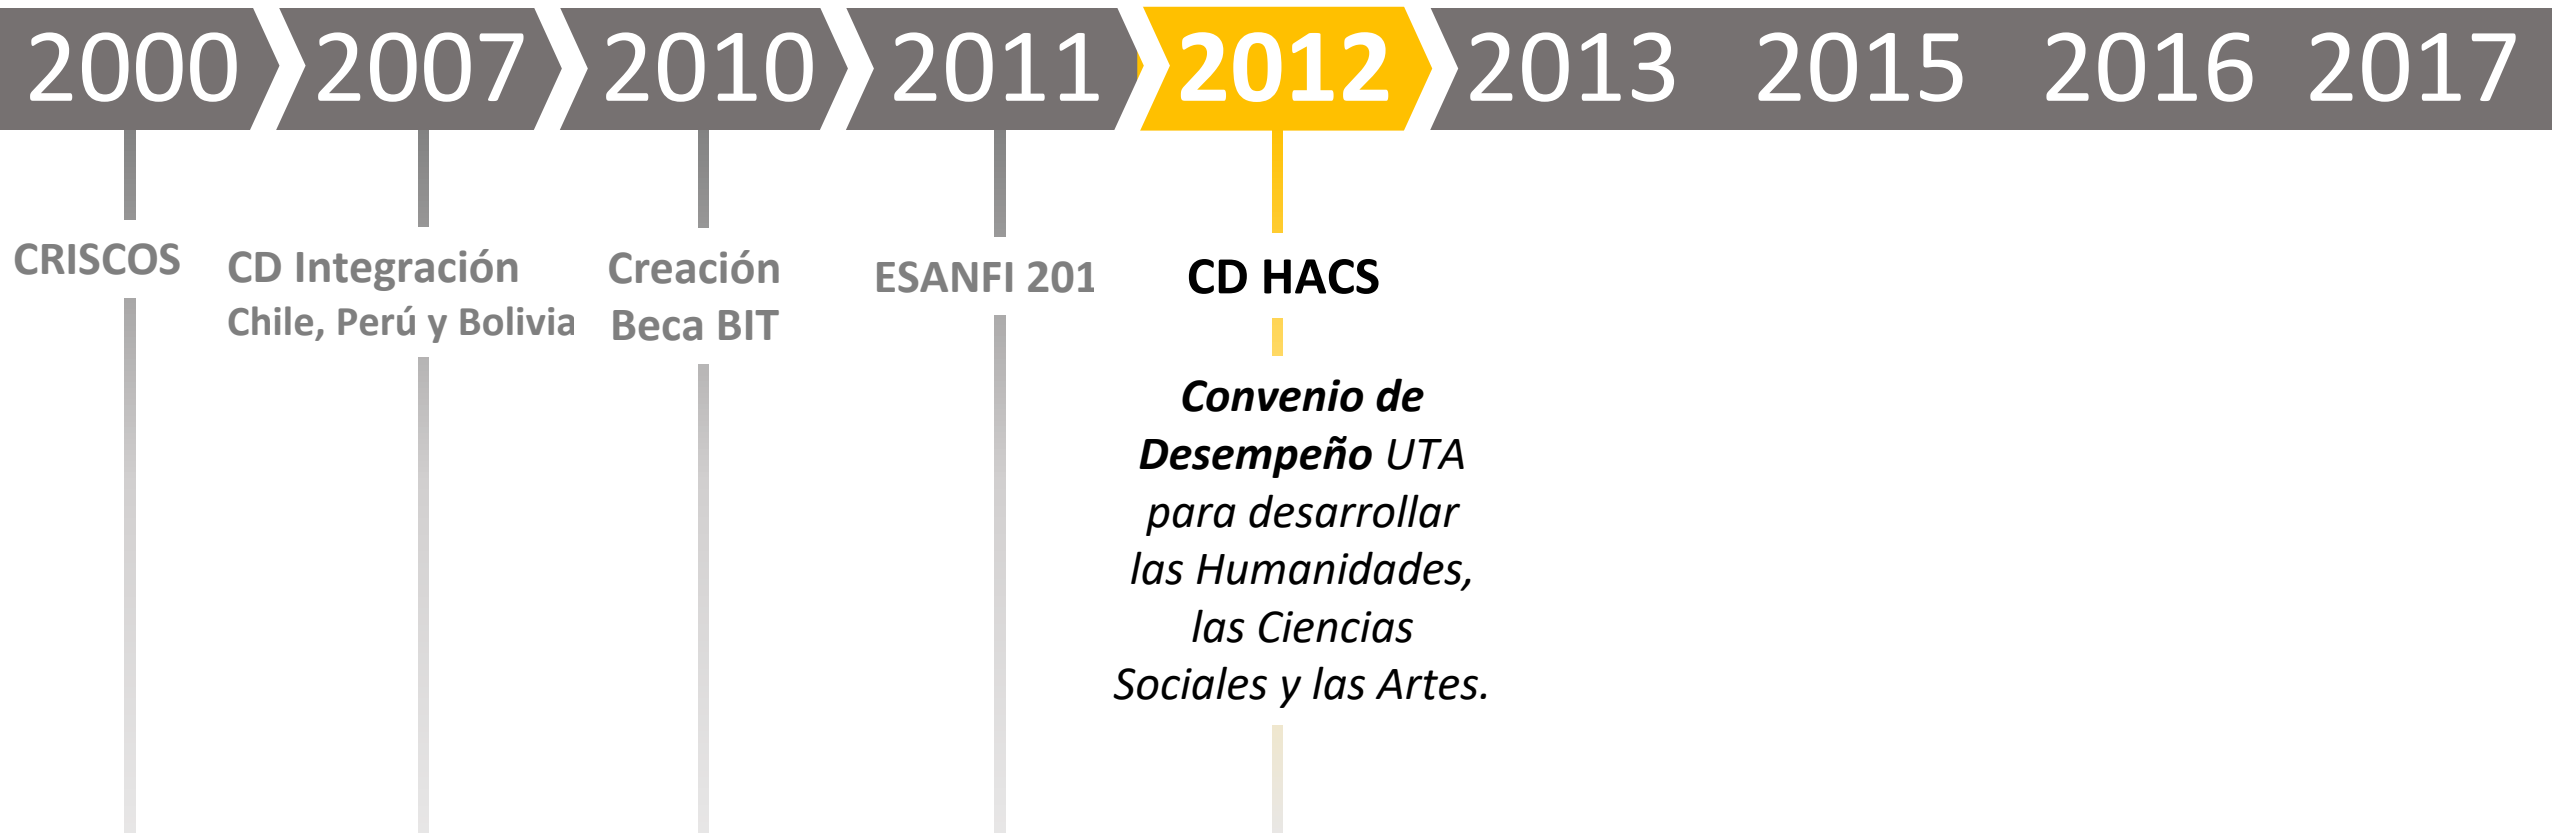 2000 2007 2010 2011 2012 2013 2015 2016 2017
CRISCOS
CD Integración
Chile, Perú y Bolivia
Creación
Beca BIT
ESANFI 201
CD HACS
Convenio de
Desempeño UTA
para desarrollar
las Humanidades,
las Ciencias
Sociales y las Artes.